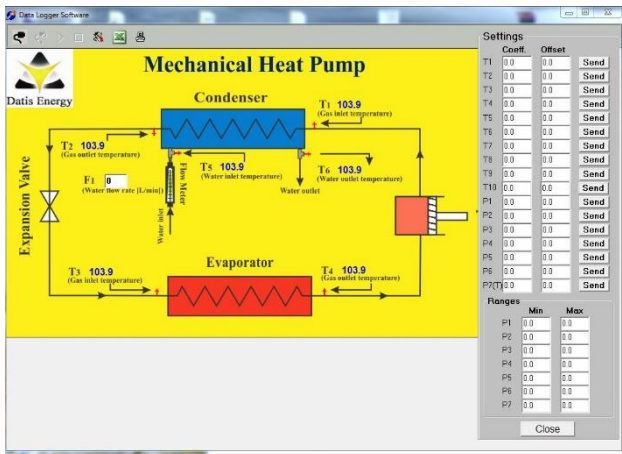 Data Logger Software
Mechanical Heat Pump
Datis Energy
Condenser
T1 103.9
(Gas inlet temperature)
T2 103.9
(Gas outlet temperature)
T5 103.9
(Water inlet temperature)
T6 103.9
(Water outlet temperature)
F1 0
(Water flow rate [L/min])
Flow Meter
Water inlet
Water outlet
Expansion Valve
Evaporator
T3 103.9
(Gas inlet temperature)
T4 103.9
(Gas outlet temperature)
Settings
Coeff. Offset
T1 0.0 0.0 Send
T2 0.0 0.0 Send
T3 0.0 0.0 Send
T4 0.0 0.0 Send
T5 0.0 0.0 Send
T6 0.0 0.0 Send
T7 0.0 0.0 Send
T8 0.0 0.0 Send
T9 0.0 0.0 Send
T10 0.0 0.0 Send
P1 0.0 0.0 Send
P2 0.0 0.0 Send
P3 0.0 0.0 Send
P4 0.0 0.0 Send
P5 0.0 0.0 Send
P6 0.0 0.0 Send
P7(T) 0.0 0.0 Send
Ranges
Min Max
P1 0.0 0.0
P2 0.0 0.0
P3 0.0 0.0
P4 0.0 0.0
P5 0.0 0.0
P6 0.0 0.0
P7 0.0 0.0
Close